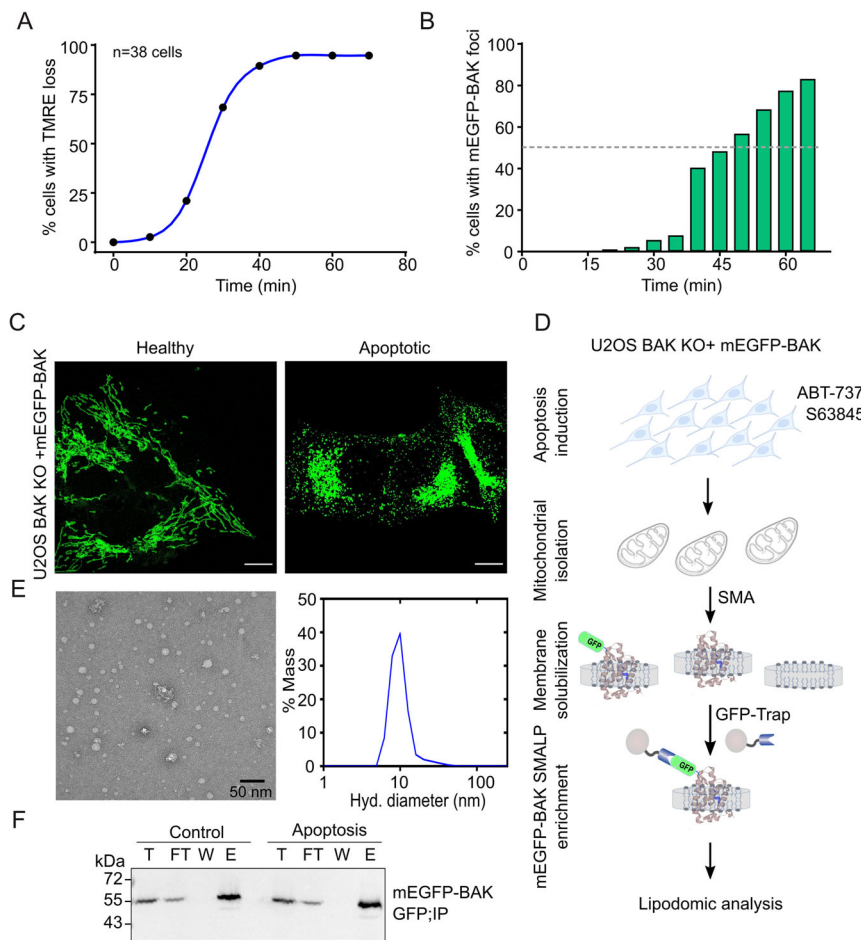 A
n=38 cells
100
75
50
25
0
0
20
40
60
80
% cells with TMRE loss
Time (min)
B
80
60
40
20
0
0
15
30
45
60
% cells with mEGFP-BAK foci
Time (min)
C
Healthy
Apoptotic
U2OS BAK KO +mEGFP-BAK
D
U2OS BAK KO+ mEGFP-BAK
Apoptosis
induction
ABT-737
S63845
Mitochondrial
isolation
SMA
Membrane
solubilization
GFP
GFP-Trap
mEGFP-BAK SMALP
enrichment
GFP
Lipodomic analysis
E
50 nm
50
40
30
20
10
0
1
10
100
% Mass
Hyd. diameter (nm)
F
Control
Apoptosis
T FT W E T FT W E
kDa
72
55
43
mEGFP-BAK
GFP;IP